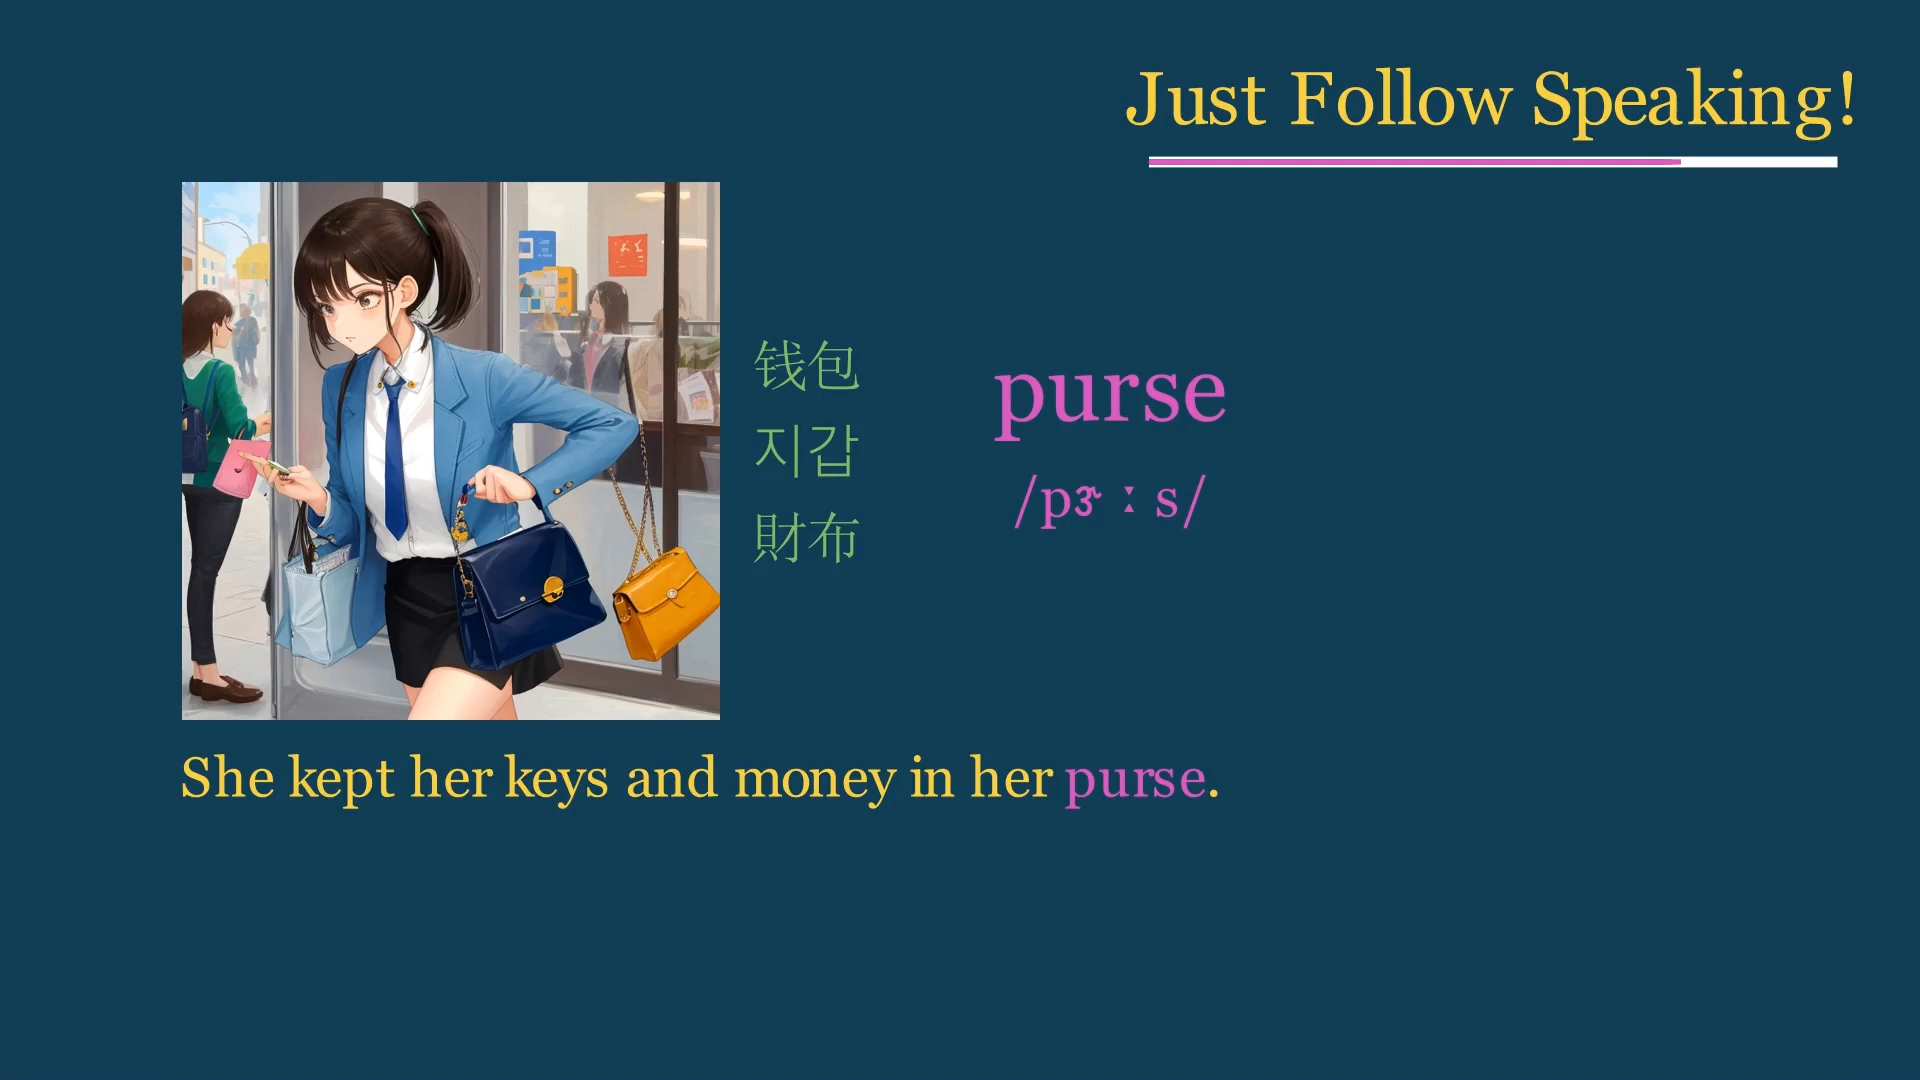 Just Follow Speaking!
钱包
지갑
財布
purse
/pɝːs/
She kept her keys and money in her purse.